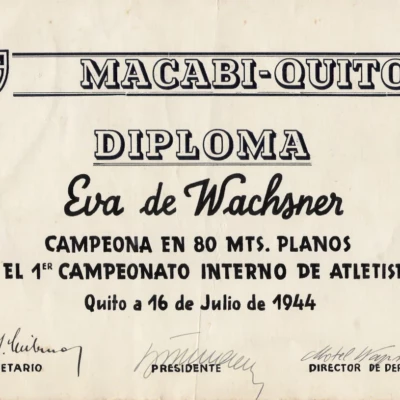 MACABI-QUITO
DIPLOMA
Eva de Wachsner
CAMPEONA EN 80 MTS. PLANOS
EL 1ER CAMPEONATO INTERNO DE ATLETIS
Quito a 16 de Julio de 1944
ETARIO PRESIDENTE DIRECTOR DE DEP